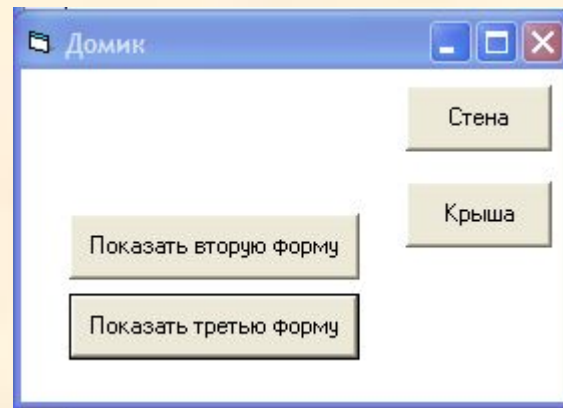 Домик
Стена
Крыша
Показать вторую форму
Показать третью форму